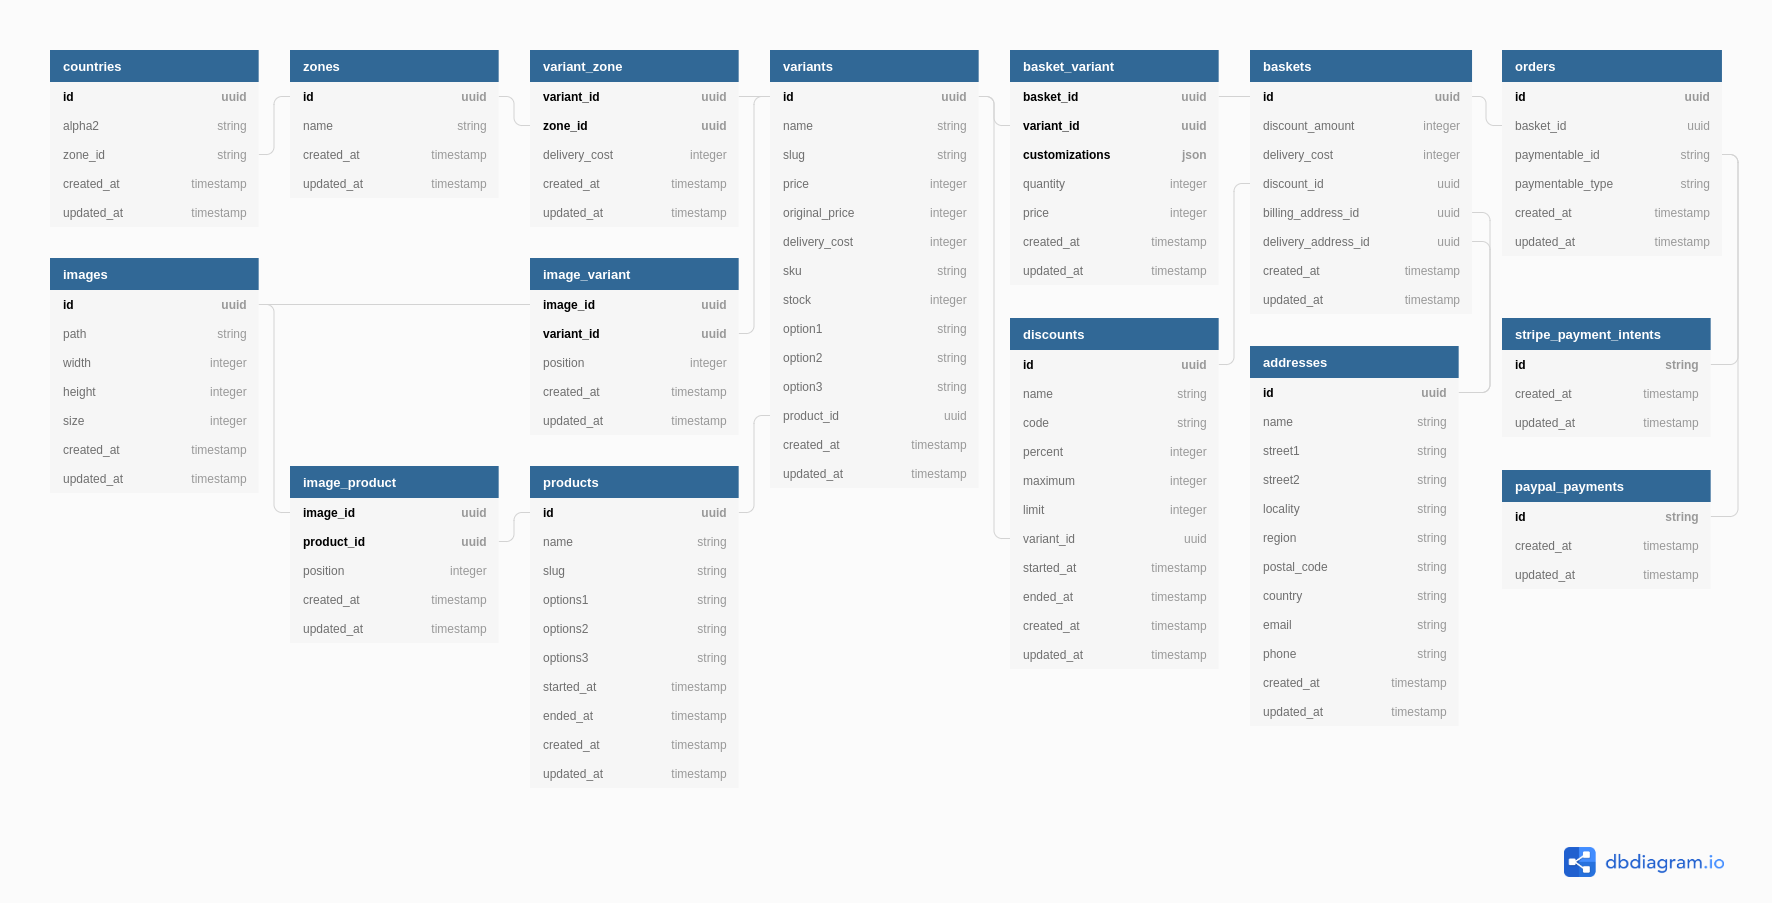 countries
id uuid
alpha2 string
zone_id string
created_at timestamp
updated_at timestamp
zones
id uuid
name string
created_at timestamp
updated_at timestamp
variant_zone
variant_id uuid
zone_id uuid
delivery_cost integer
created_at timestamp
updated_at timestamp
variants
id uuid
name string
slug string
price integer
original_price integer
delivery_cost integer
sku string
stock integer
option1 string
option2 string
option3 string
product_id uuid
created_at timestamp
updated_at timestamp
basket_variant
basket_id uuid
variant_id uuid
customizations json
quantity integer
price integer
created_at timestamp
updated_at timestamp
baskets
id uuid
discount_amount integer
delivery_cost integer
discount_id uuid
billing_address_id uuid
delivery_address_id uuid
created_at timestamp
updated_at timestamp
orders
id uuid
basket_id uuid
paymentable_id string
paymentable_type string
created_at timestamp
updated_at timestamp
images
id uuid
path string
width integer
height integer
size integer
created_at timestamp
updated_at timestamp
image_variant
image_id uuid
variant_id uuid
position integer
created_at timestamp
updated_at timestamp
discounts
id uuid
name string
code string
percent integer
maximum integer
limit integer
variant_id uuid
started_at timestamp
ended_at timestamp
created_at timestamp
updated_at timestamp
addresses
id uuid
name string
street1 string
street2 string
locality string
region string
postal_code string
country string
email string
phone string
created_at timestamp
updated_at timestamp
stripe_payment_intents
id string
created_at timestamp
updated_at timestamp
image_product
image_id uuid
product_id uuid
position integer
created_at timestamp
updated_at timestamp
products
id uuid
name string
slug string
options1 string
options2 string
options3 string
started_at timestamp
ended_at timestamp
created_at timestamp
updated_at timestamp
paypal_payments
id string
created_at timestamp
updated_at timestamp
dbdiagram.io